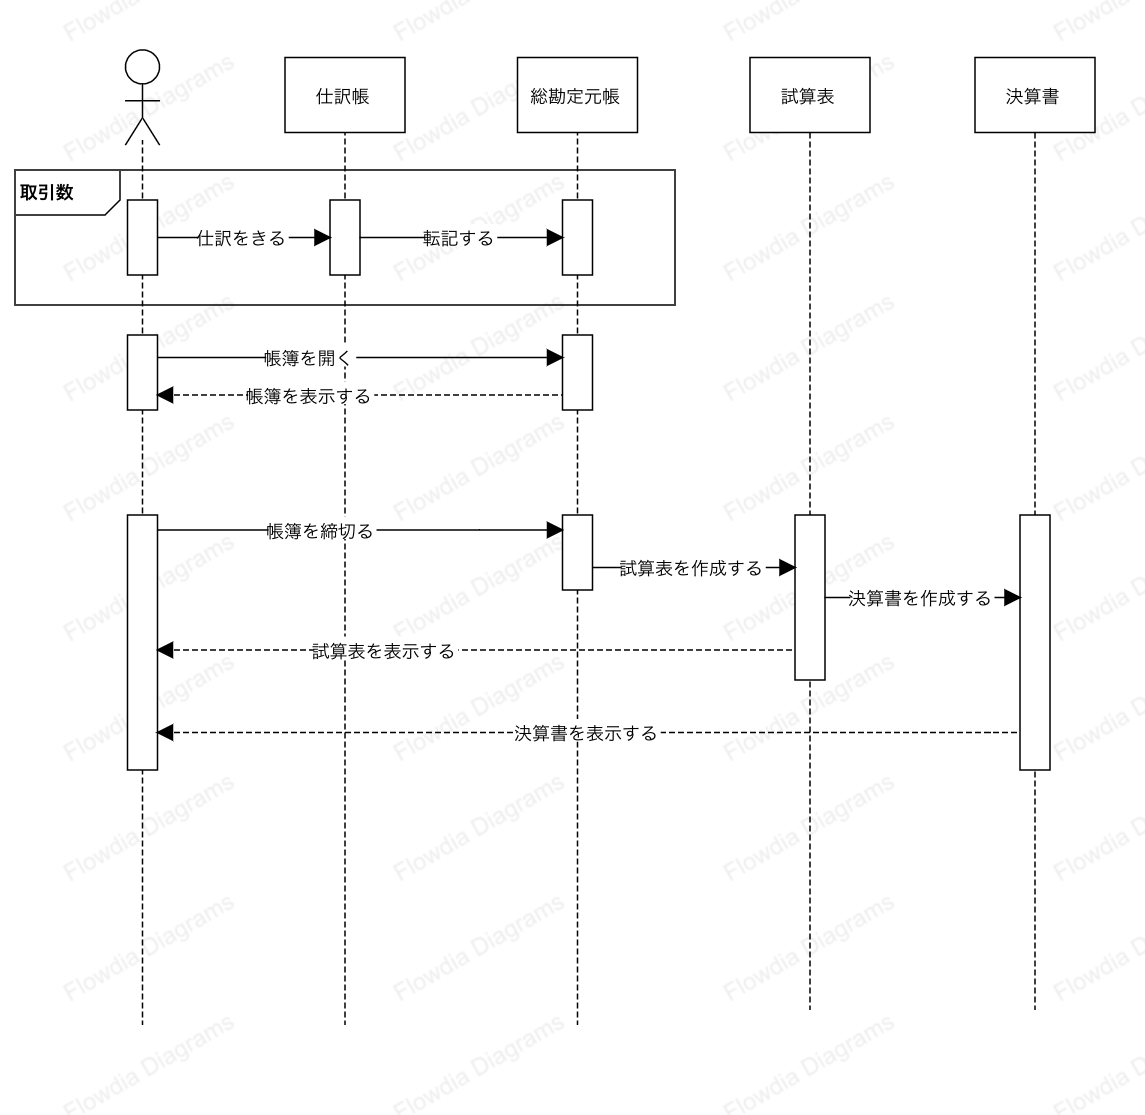 仕訳帳
総勘定元帳
試算表
決算書
取引数
仕訳をきる
転記する
帳簿を開く
帳簿を表示する
帳簿を締切る
試算表を作成する
決算書を作成する
試算表を表示する
決算書を表示する
Flowdia Diagrams